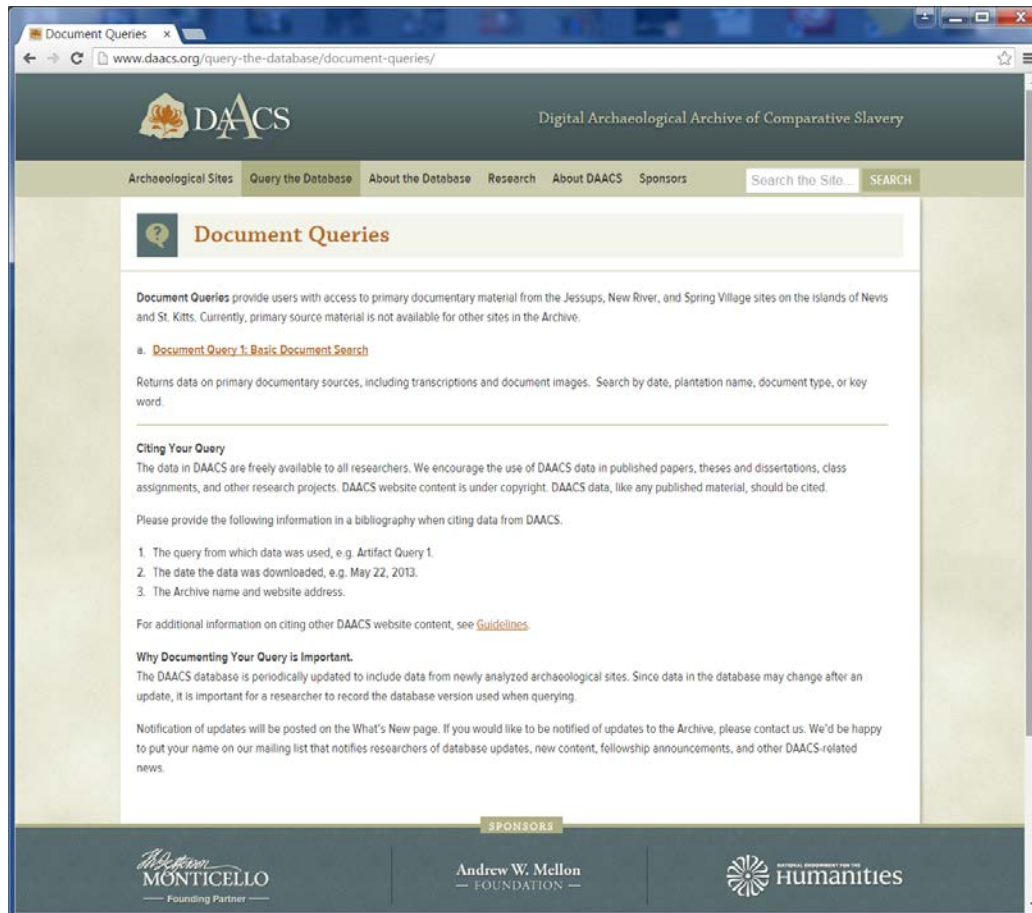 Document Queries
www.daacs.org/query-the-database/document-queries/
DAACS
Digital Archaeological Archive of Comparative Slavery
Archaeological Sites Query the Database About the Database Research About DAACS Sponsors Search the Site... SEARCH
Document Queries
Document Queries provide users with access to primary documentary material from the Jessups, New River, and Spring Village sites on the islands of Nevis
and St. Kitts. Currently, primary source material is not available for other sites in the Archive.
a. Document Query 1: Basic Document Search
Returns data on primary documentary sources, including transcriptions and document images. Search by date, plantation name, document type, or key
word.
Citing Your Query
The data in DAACS are freely available to all researchers. We encourage the use of DAACS data in published papers, theses and dissertations, class
assignments, and other research projects. DAACS website content is under copyright. DAACS data, like any published material, should be cited.
Please provide the following information in a bibliography when citing data from DAACS.
1. The query from which data was used, e.g. Artifact Query 1.
2. The date the data was downloaded, e.g. May 22, 2013.
3. The Archive name and website address.
For additional information on citing other DAACS website content, see Guidelines.
Why Documenting Your Query is Important.
The DAACS database is periodically updated to include data from newly analyzed archaeological sites. Since data in the database may change after an
update, it is important for a researcher to record the database version used when querying.
Notification of updates will be posted on the What's New page. If you would like to be notified of updates to the Archive, please contact us. We'd be happy
to put your name on our mailing list that notifies researchers of database updates, new content, fellowship announcements, and other DAACS-related
news.
SPONSORS
Th Jefferson
MONTICELLO
Founding Partner
Andrew W. Mellon
FOUNDATION
NATIONAL ENDOWMENT FOR THE
Humanities